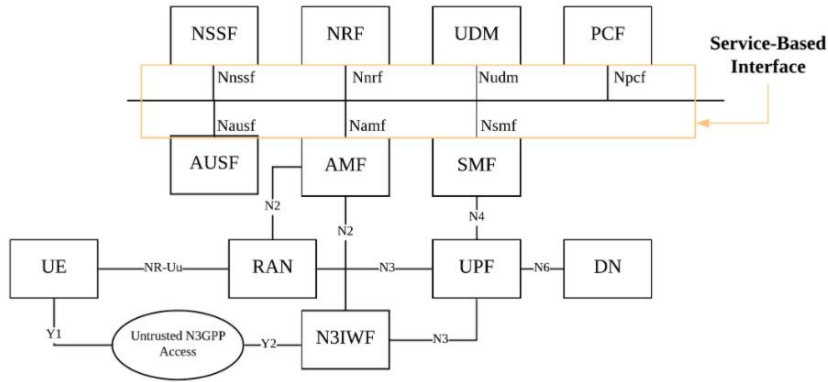 NSSF
NRF
UDM
PCF
Service-Based
Interface
Nnssf
Nnrf
Nudm
Npcf
Nausf
Namf
Nsmf
AUSF
AMF
SMF
N2
N2
N4
UE
NR-Uu
RAN
N3
UPF
N6
DN
Y1
Untrusted N3GPP
Access
Y2
N3IWF
N3